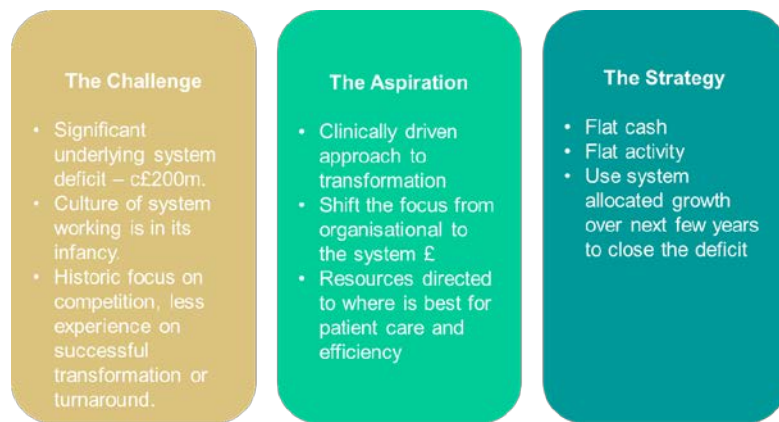 The Challenge
• Significant
underlying system
deficit – c£200m.
• Culture of system
working is in its
infancy.
• Historic focus on
competition, less
experience on
successful
transformation or
turnaround.
The Aspiration
• Clinically driven
approach to
transformation
• Shift the focus from
organisational to
the system £
• Resources directed
to where is best for
patient care and
efficiency
The Strategy
• Flat cash
• Flat activity
• Use system
allocated growth
over next few years
to close the deficit